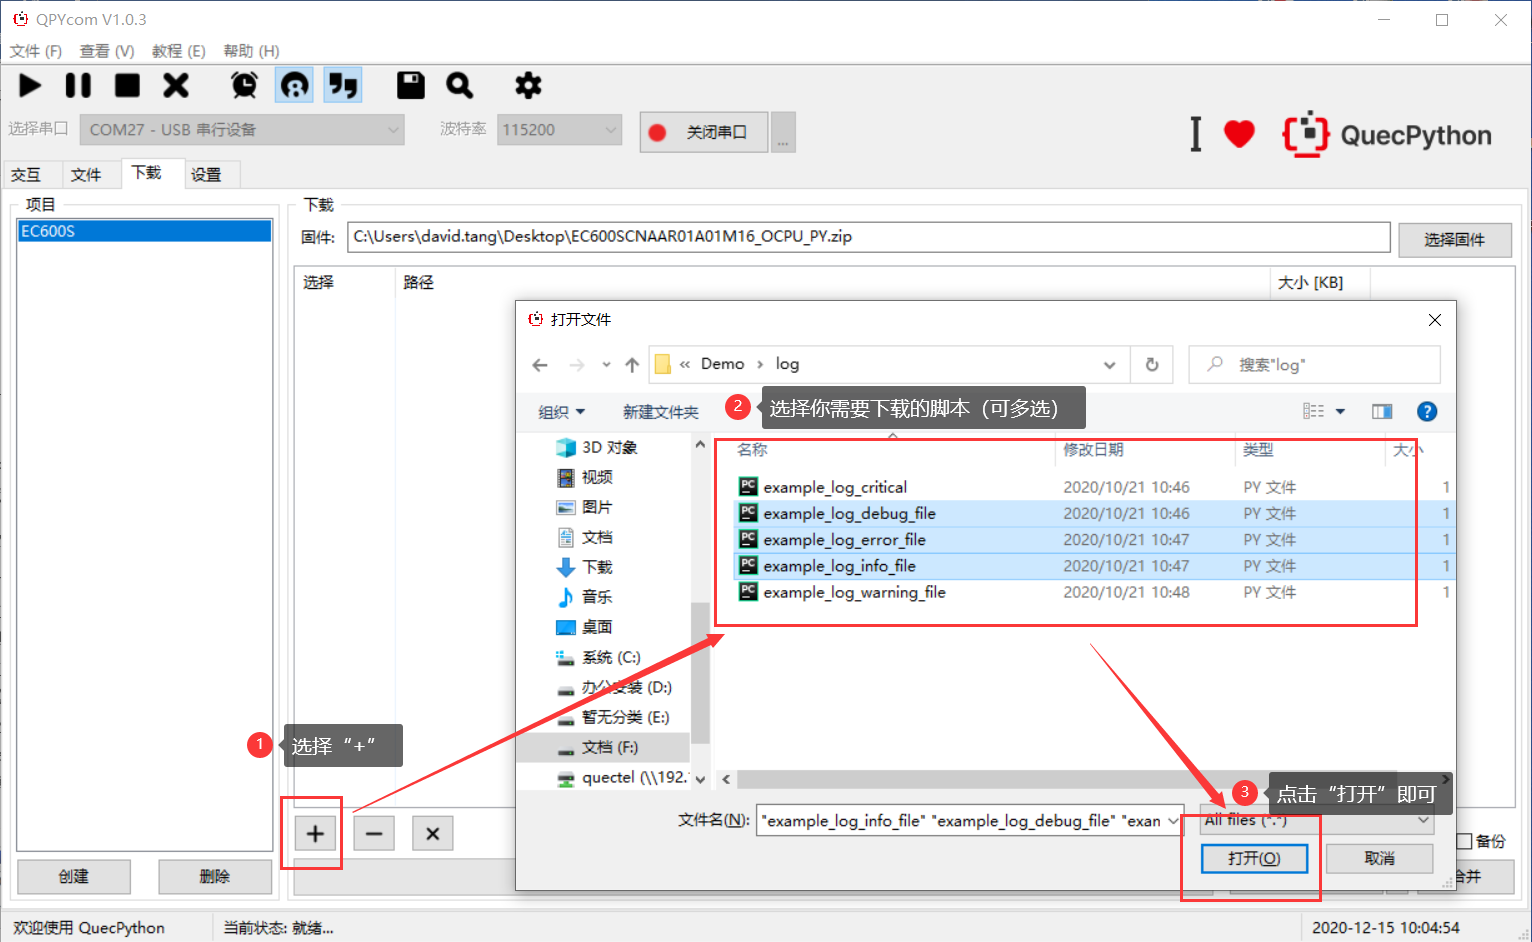 QPYcom V1.0.3
文件 (F) 查看 (V) 教程 (E) 帮助 (H)
选择串口 COM27 - USB 串行设备 波特率 115200 关闭串口 ...
I QuecPython
交互 文件 下载 设置
项目
EC600S
下载
固件: C:\Users\david.tang\Desktop\EC600SCNAAR01A01M16_OCPU_PY.zip 选择固件
选择 路径 大小 [KB]
打开文件
« Demo › log 搜索"log"
组织 新建文件夹
2 选择你需要下载的脚本（可多选）
名称 修改日期 类型 大小
example_log_critical 2020/10/21 10:46 PY 文件 1
example_log_debug_file 2020/10/21 10:46 PY 文件 1
example_log_error_file 2020/10/21 10:47 PY 文件 1
example_log_info_file 2020/10/21 10:47 PY 文件 1
example_log_warning_file 2020/10/21 10:48 PY 文件 1
3D 对象
视频
图片
文档
下载
音乐
桌面
系统 (C:)
办公安装 (D:)
暂无分类 (E:)
文档 (F:)
quectel (\\192.
1 选择“+”
3 点击“打开”即可
文件名(N): "example_log_info_file" "example_log_debug_file" "exan
All files (*.*)
打开(O) 取消
备份
合并
创建 删除
欢迎使用 QuecPython 当前状态: 就绪... 2020-12-15 10:04:54